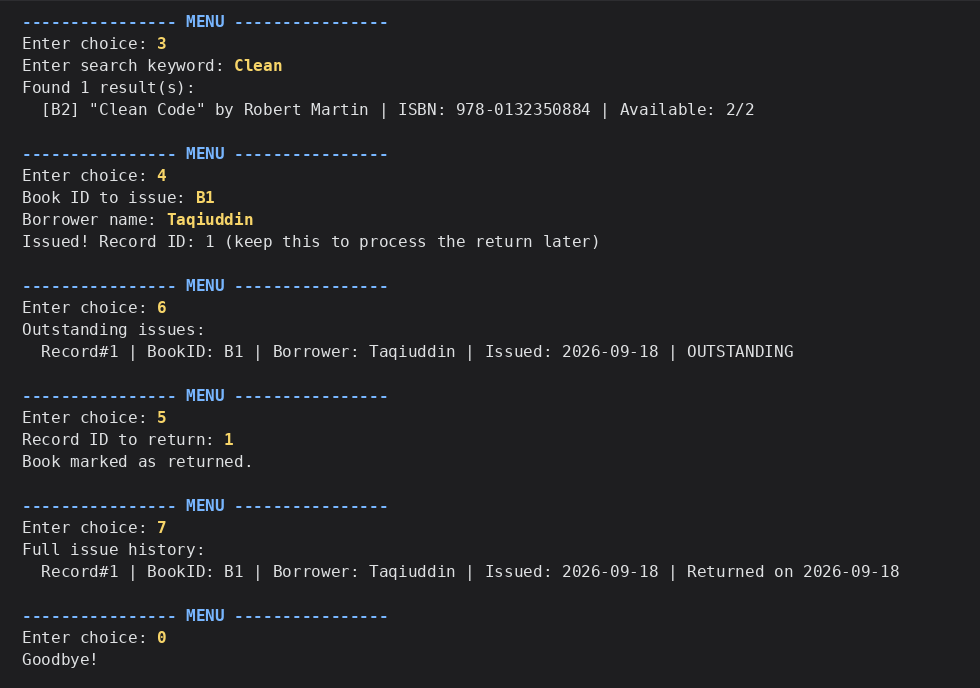 ---------------- MENU ----------------
Enter choice: 3
Enter search keyword: Clean
Found 1 result(s):
  [B2] "Clean Code" by Robert Martin | ISBN: 978-0132350884 | Available: 2/2

---------------- MENU ----------------
Enter choice: 4
Book ID to issue: B1
Borrower name: Taqiuddin
Issued! Record ID: 1 (keep this to process the return later)

---------------- MENU ----------------
Enter choice: 6
Outstanding issues:
  Record#1 | BookID: B1 | Borrower: Taqiuddin | Issued: 2026-09-18 | OUTSTANDING

---------------- MENU ----------------
Enter choice: 5
Record ID to return: 1
Book marked as returned.

---------------- MENU ----------------
Enter choice: 7
Full issue history:
  Record#1 | BookID: B1 | Borrower: Taqiuddin | Issued: 2026-09-18 | Returned on 2026-09-18

---------------- MENU ----------------
Enter choice: 0
Goodbye!